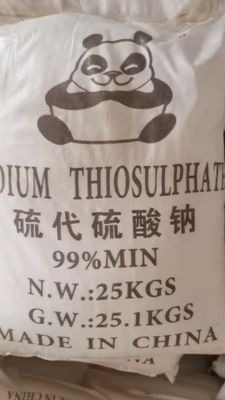 DIUM THIOSULPHATE
硫代硫酸钠
99%MIN
N.W.:25KGS
G.W.:25.1KGS
MADE IN CHINA